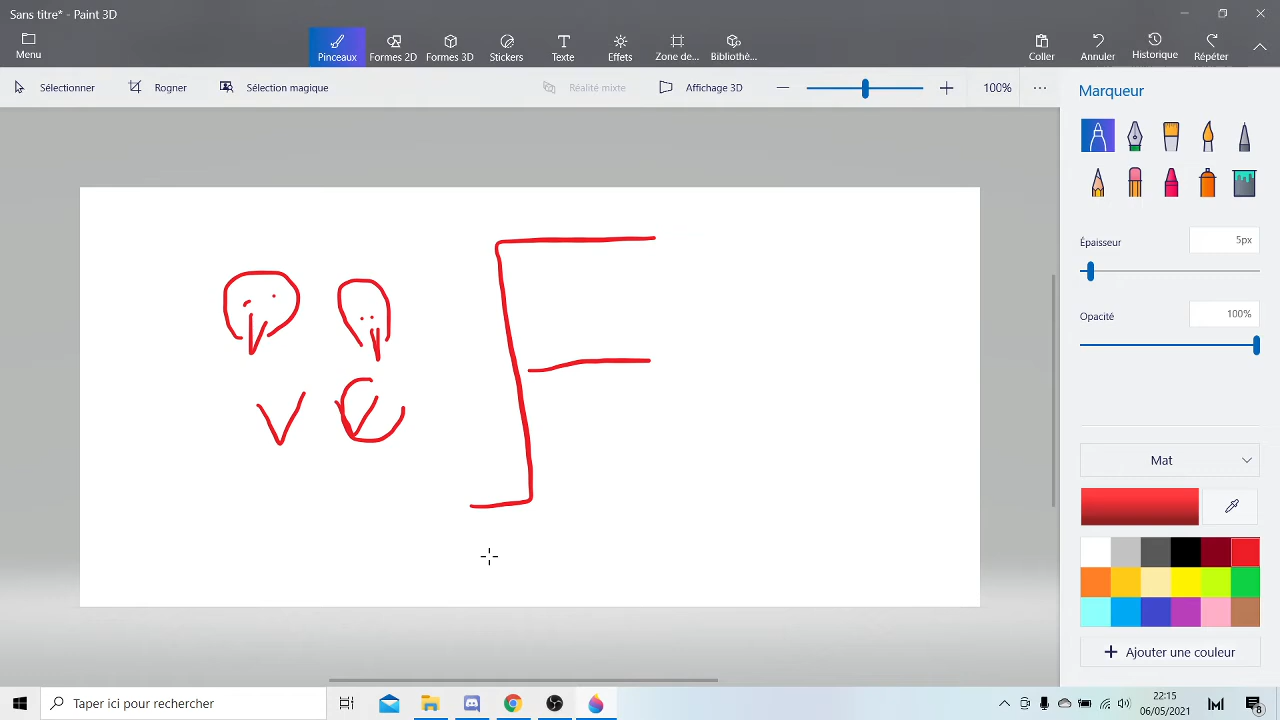 Sans titre* - Paint 3D
Menu
Pinceaux
Formes 2D
Formes 3D
Stickers
Texte
Effets
Zone de...
Bibliothè...
Coller
Annuler
Historique
Répéter
Sélectionner
Rogner
Sélection magique
Réalité mixte
Affichage 3D
100%
Marqueur
Épaisseur
5px
Opacité
100%
V
F
Mat
Ajouter une couleur
Taper ici pour rechercher
22:15
06/05/2021
8